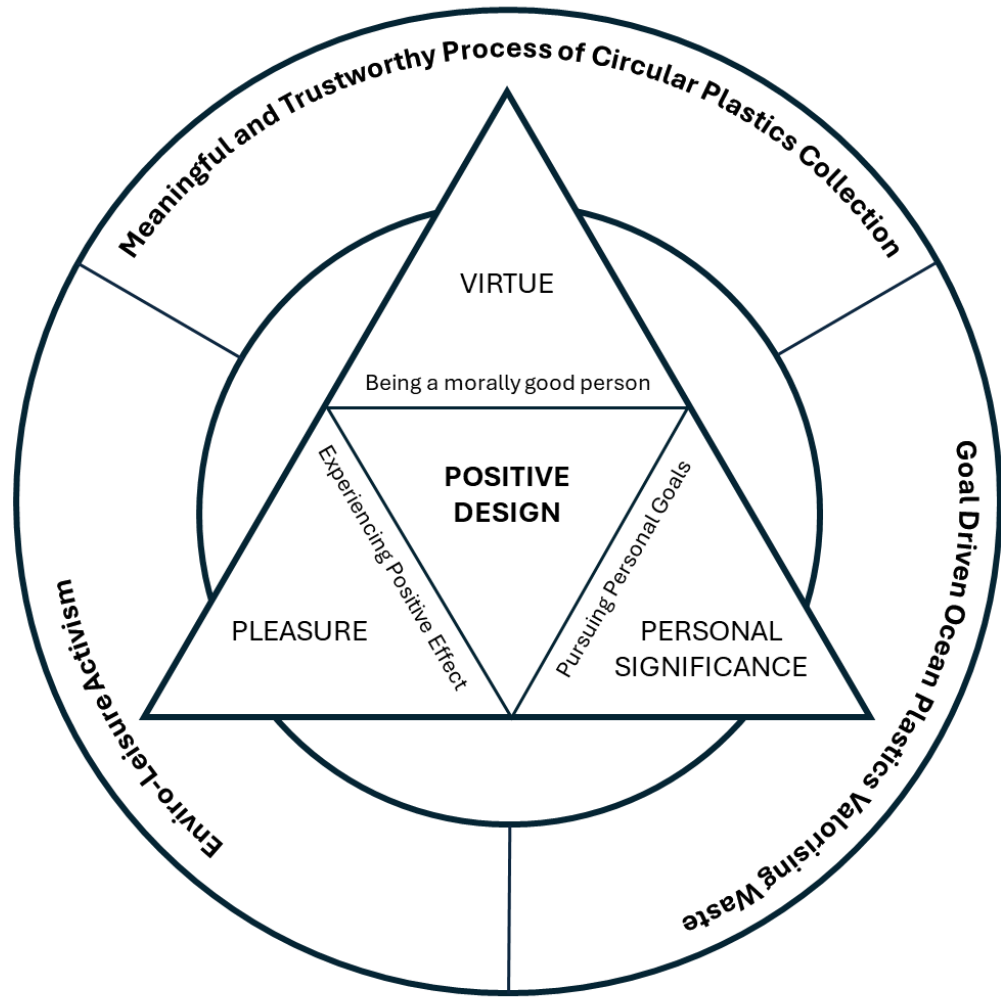 Meaningful and Trustworthy Process of Circular Plastics Collection
VIRTUE
Being a morally good person
POSITIVE
DESIGN
Experiencing Positive Effect
Pursuing Personal Goals
PLEASURE
PERSONAL
SIGNIFICANCE
Enviro-Leisure Activism
Goal Driven Ocean Plastics Valorising Waste